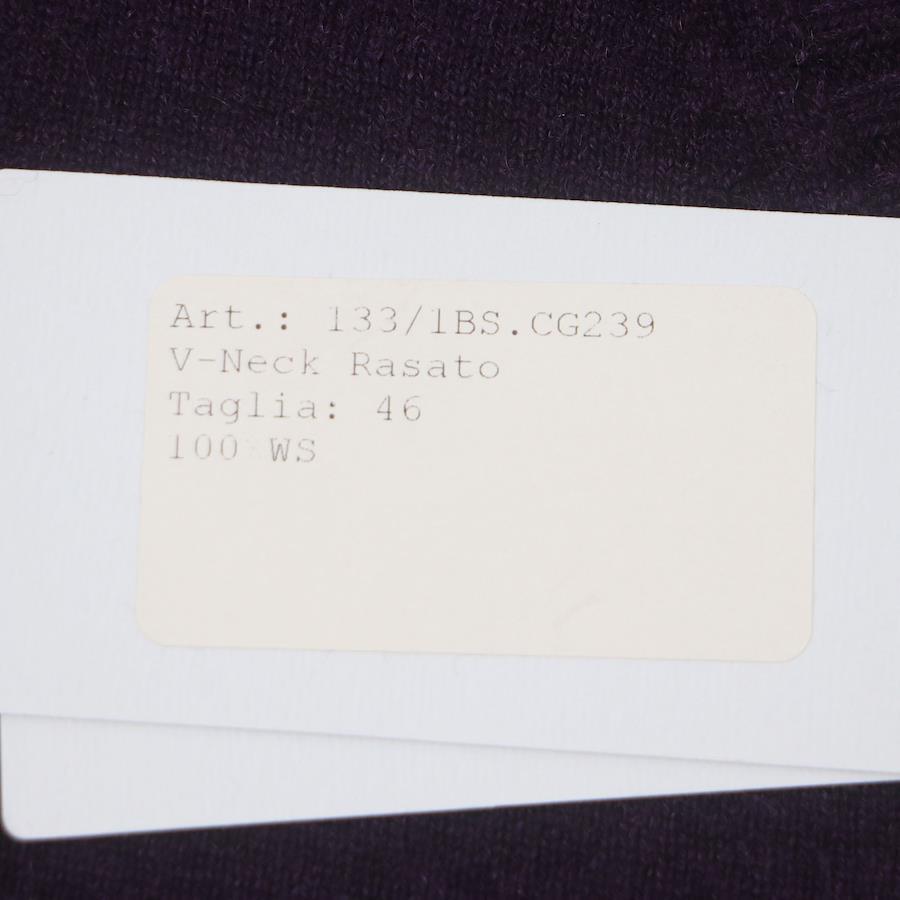 Art.: 133/1BS.CG239
V-Neck Rasato
Taglia: 46
100 WS